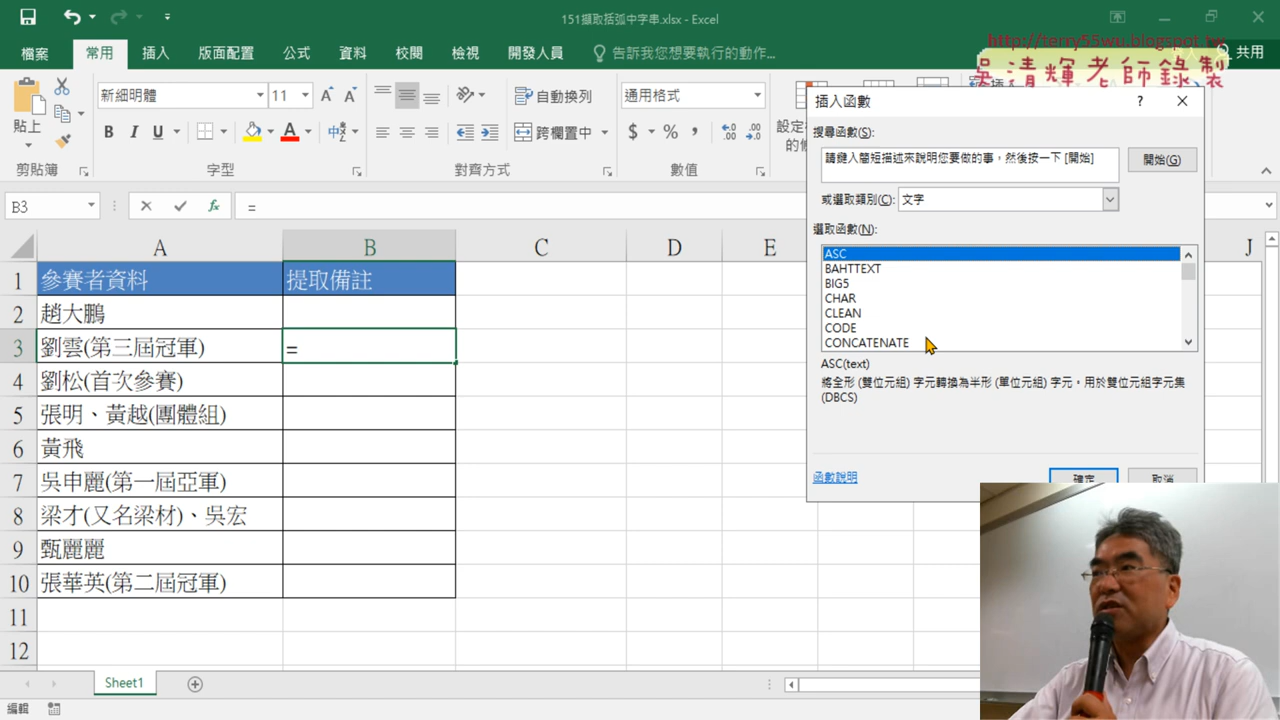 151擷取括弧中字串.xlsx - Excel
http://terry55wu.blogspot.tw
吳清輝老師錄製
檔案 常用 插入 版面配置 公式 資料 校閱 檢視 開發人員 告訴我您想要執行的動作... 共用
貼上
新細明體 11
B I U
自動換列
跨欄置中
通用格式
$ %
剪貼簿 字型 對齊方式 數值
B3 fx =
A B C D E J
1 參賽者資料 提取備註
2 趙大鵬
3 劉雲(第三屆冠軍) =
4 劉松(首次參賽)
5 張明、黃越(團體組)
6 黃飛
7 吳申麗(第一屆亞軍)
8 梁才(又名梁材)、吳宏
9 甄麗麗
10 張華英(第二屆冠軍)
11
12
插入函數 ?
搜尋函數(S):
請鍵入簡短描述來說明您要做的事，然後按一下 [開始]
開始(G)
或選取類別(C): 文字
選取函數(N):
ASC
BAHTTEXT
BIG5
CHAR
CLEAN
CODE
CONCATENATE
ASC(text)
將全形 (雙位元組) 字元轉換為半形 (單位元組) 字元，用於雙位元組字元集
(DBCS)
函數說明 確定 取消
Sheet1
編輯